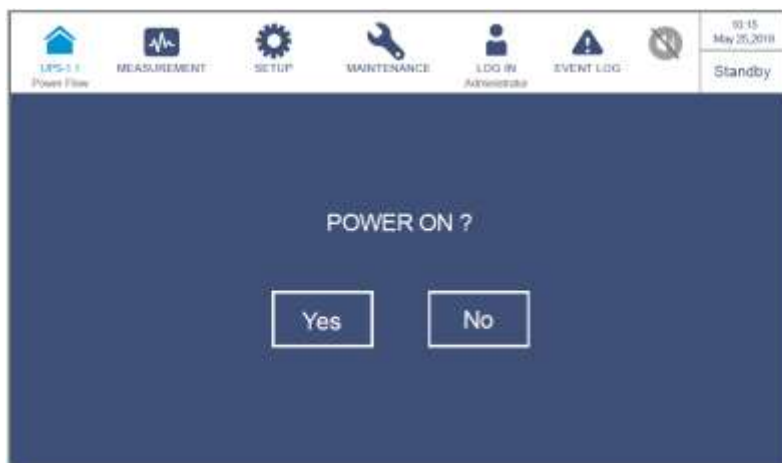 UPS-1.1
Power Flow
MEASUREMENT
SETUP
MAINTENANCE
LOG IN
Administrator
EVENT LOG
10:15
May 25,2019
Standby
POWER ON ?
Yes
No